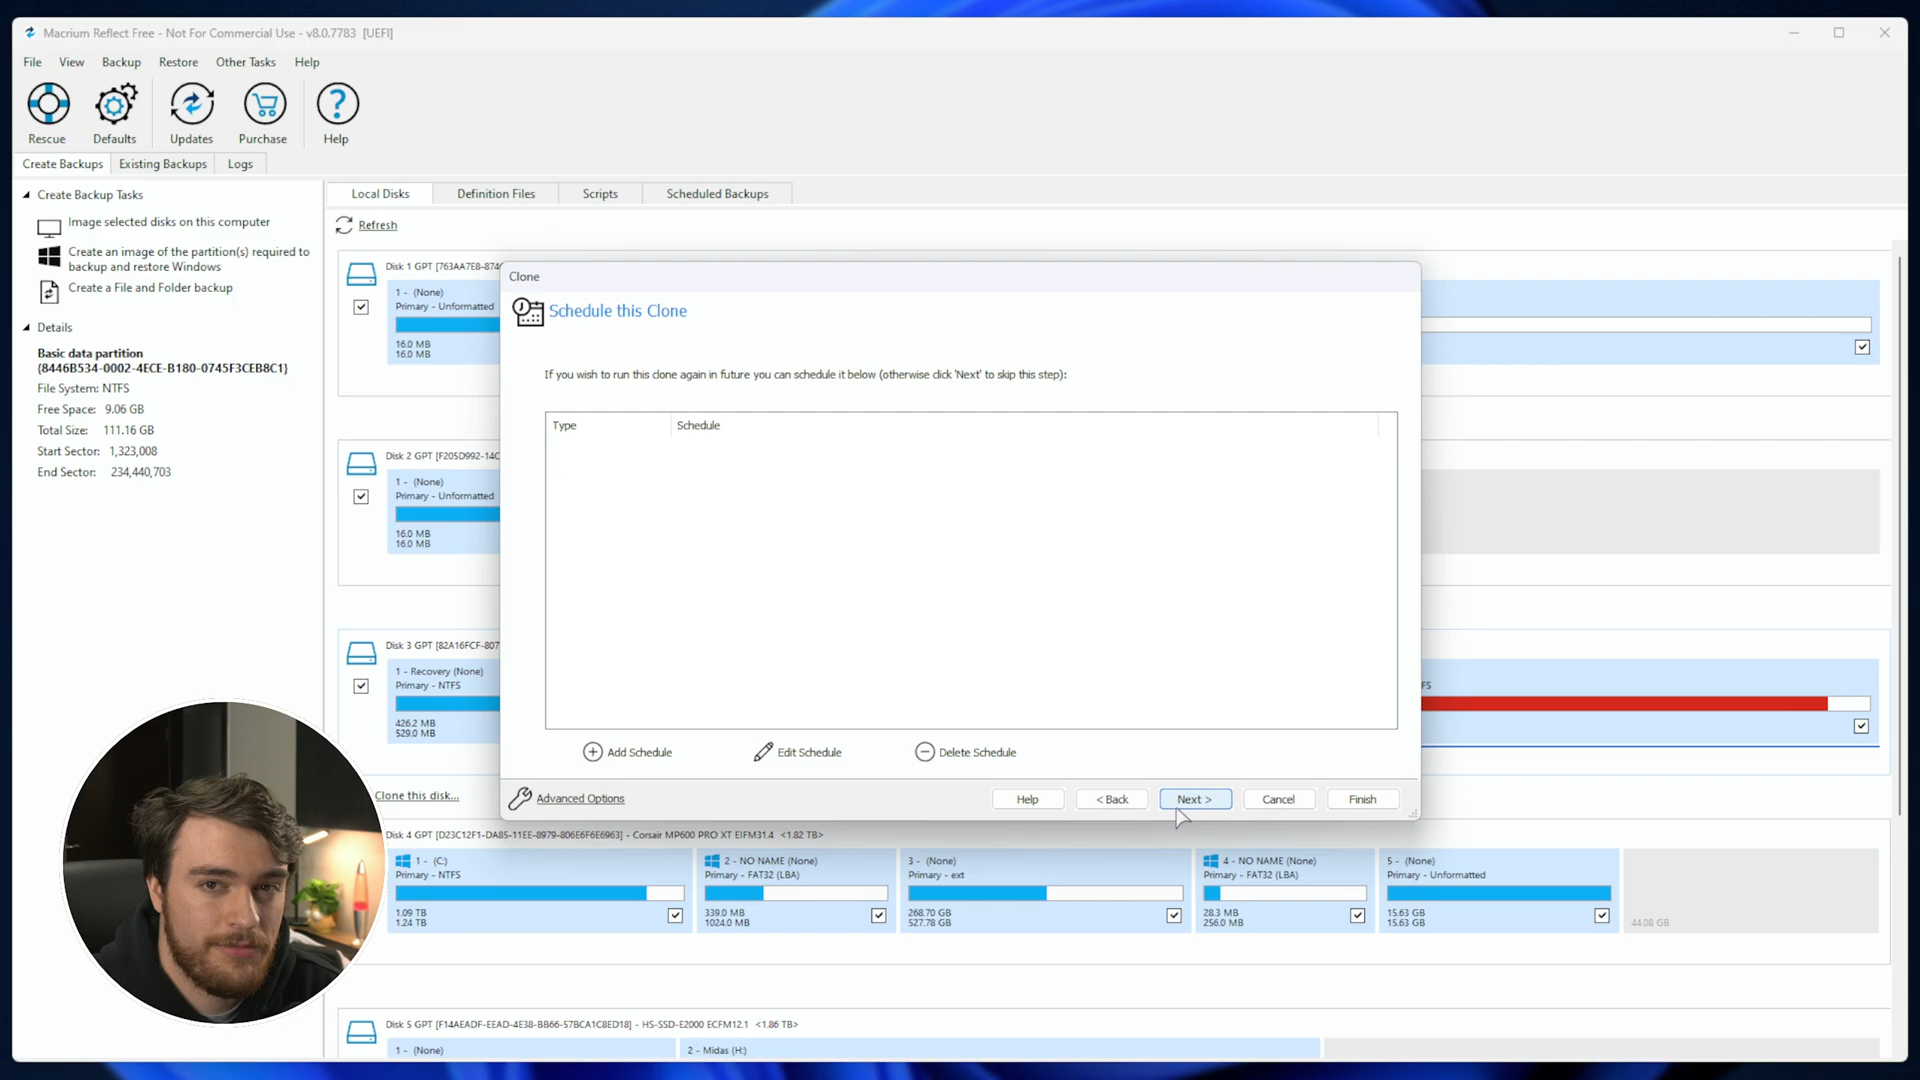 Macrium Reflect Free - Not For Commercial Use - v8.0.7783 [UEFI]
File View Backup Restore Other Tasks Help
Rescue Defaults Updates Purchase Help
Create Backups Existing Backups Logs
Create Backup Tasks
Image selected disks on this computer
Create an image of the partition(s) required to
backup and restore Windows
Create a File and Folder backup
Details
Basic data partition
{8446B534-0002-4ECE-B180-0745F3CEB8C1}
File System: NTFS
Free Space: 9.06 GB
Total Size: 111.16 GB
Start Sector: 1,323,008
End Sector: 234,440,703
Local Disks Definition Files Scripts Scheduled Backups
Refresh
Disk 1 GPT [763AA7E8-874
1 - (None)
Primary - Unformatted
16.0 MB
16.0 MB
Disk 2 GPT [F205D992-14C
1 - (None)
Primary - Unformatted
16.0 MB
16.0 MB
Disk 3 GPT [82A16FCF-807
1 - Recovery (None)
Primary - NTFS
426.2 MB
529.0 MB
FS
Clone this disk...
Clone
Schedule this Clone
If you wish to run this clone again in future you can schedule it below (otherwise click 'Next' to skip this step):
Type Schedule
Add Schedule Edit Schedule Delete Schedule
Advanced Options Help < Back Next > Cancel Finish
Disk 4 GPT [D23C12F1-DA85-11EE-8979-806E6F6E6963] - Corsair MP600 PRO XT EIFM31.4 <1.82 TB>
1 - (C:)
Primary - NTFS
1.09 TB
1.24 TB
2 - NO NAME (None)
Primary - FAT32 (LBA)
339.0 MB
1024.0 MB
3 - (None)
Primary - ext
268.70 GB
527.78 GB
4 - NO NAME (None)
Primary - FAT32 (LBA)
28.3 MB
256.0 MB
5 - (None)
Primary - Unformatted
15.63 GB
15.63 GB
44.08 GB
Disk 5 GPT [F14AEADF-EEAD-4E38-BB66-57BCA1C8ED18] - HS-SSD-E2000 ECFM12.1 <1.86 TB>
1 - (None)
2 - Midas (H:)